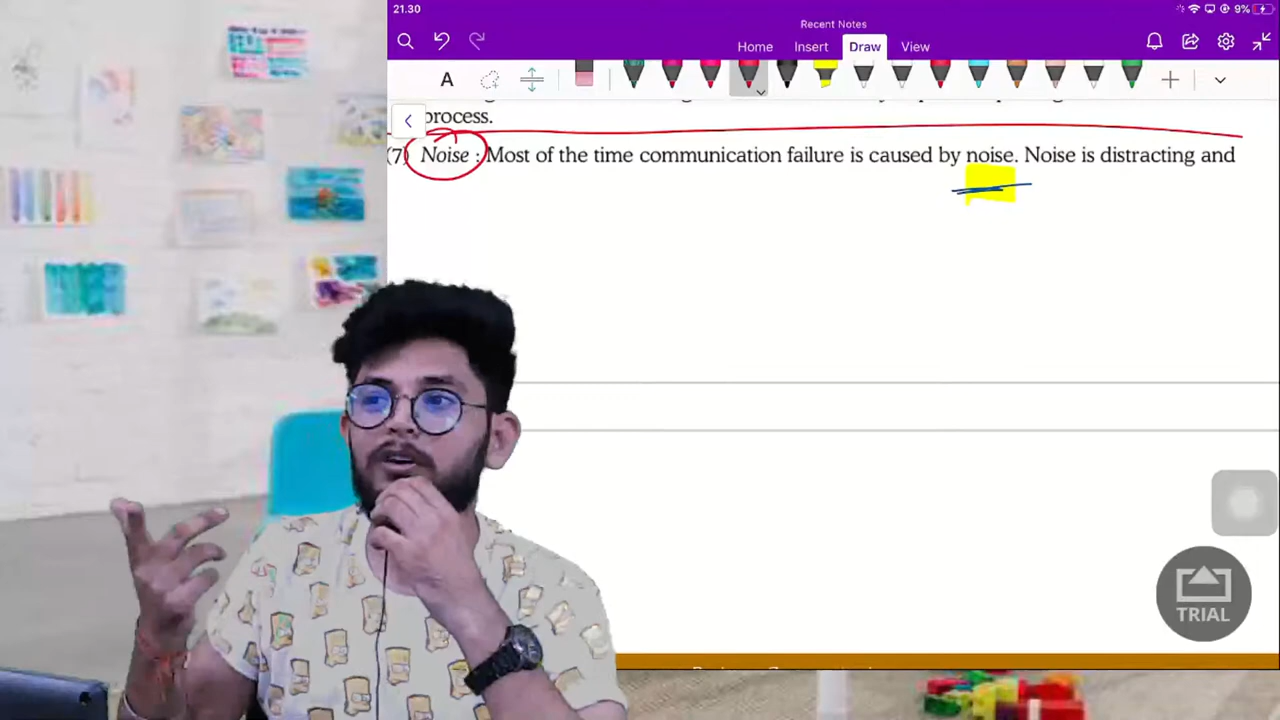 21.30
9%
Recent Notes
Home Insert Draw View
A
process.
(7) Noise : Most of the time communication failure is caused by noise. Noise is distracting and
TRIAL